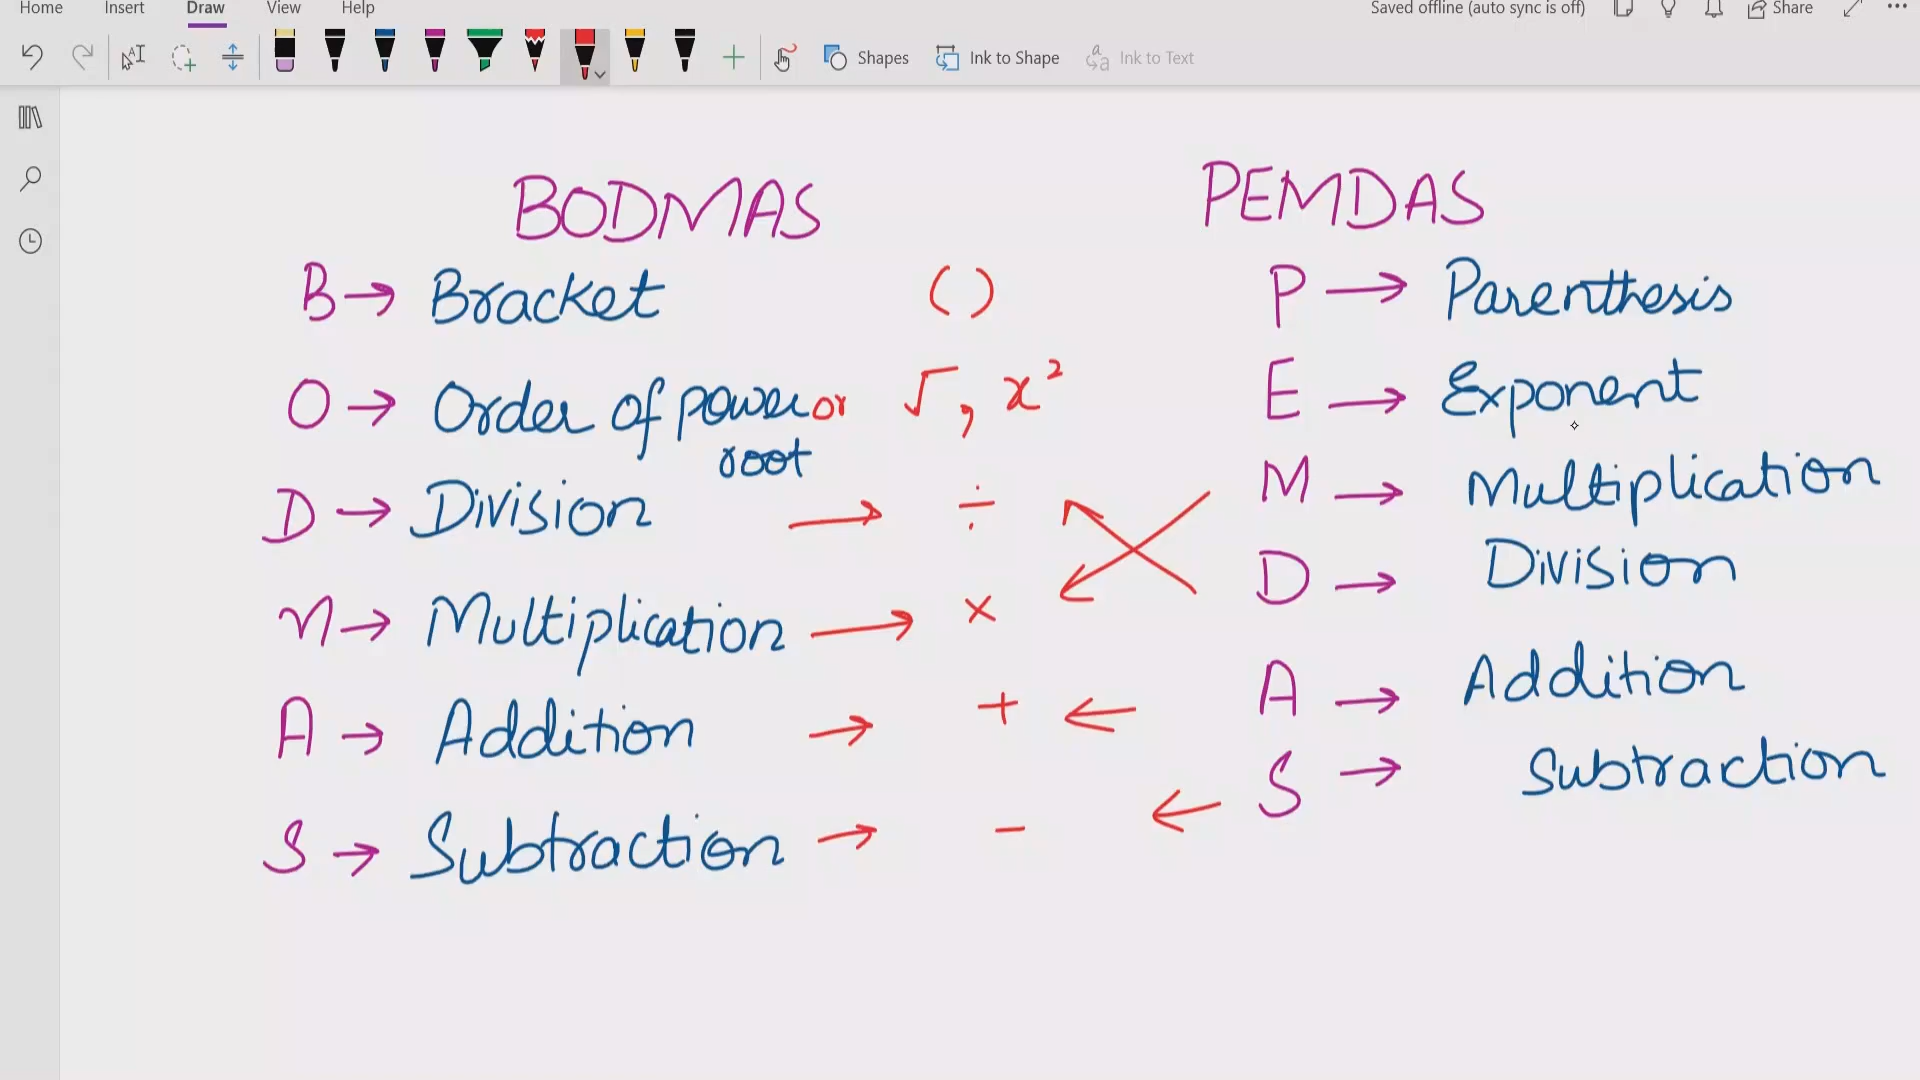 Home Insert Draw View Help Saved offline (auto sync is off) Share
Shapes Ink to Shape Ink to Text
BODMAS
B → Bracket ( )
O → Order of power or √ , x²
root
D → Division → ÷
M → Multiplication → ×
A → Addition → + ←
S → Subtraction → - ←
PEMDAS
P → Parenthesis
E → Exponent
M → Multiplication
D → Division
A → Addition
S → Subtraction